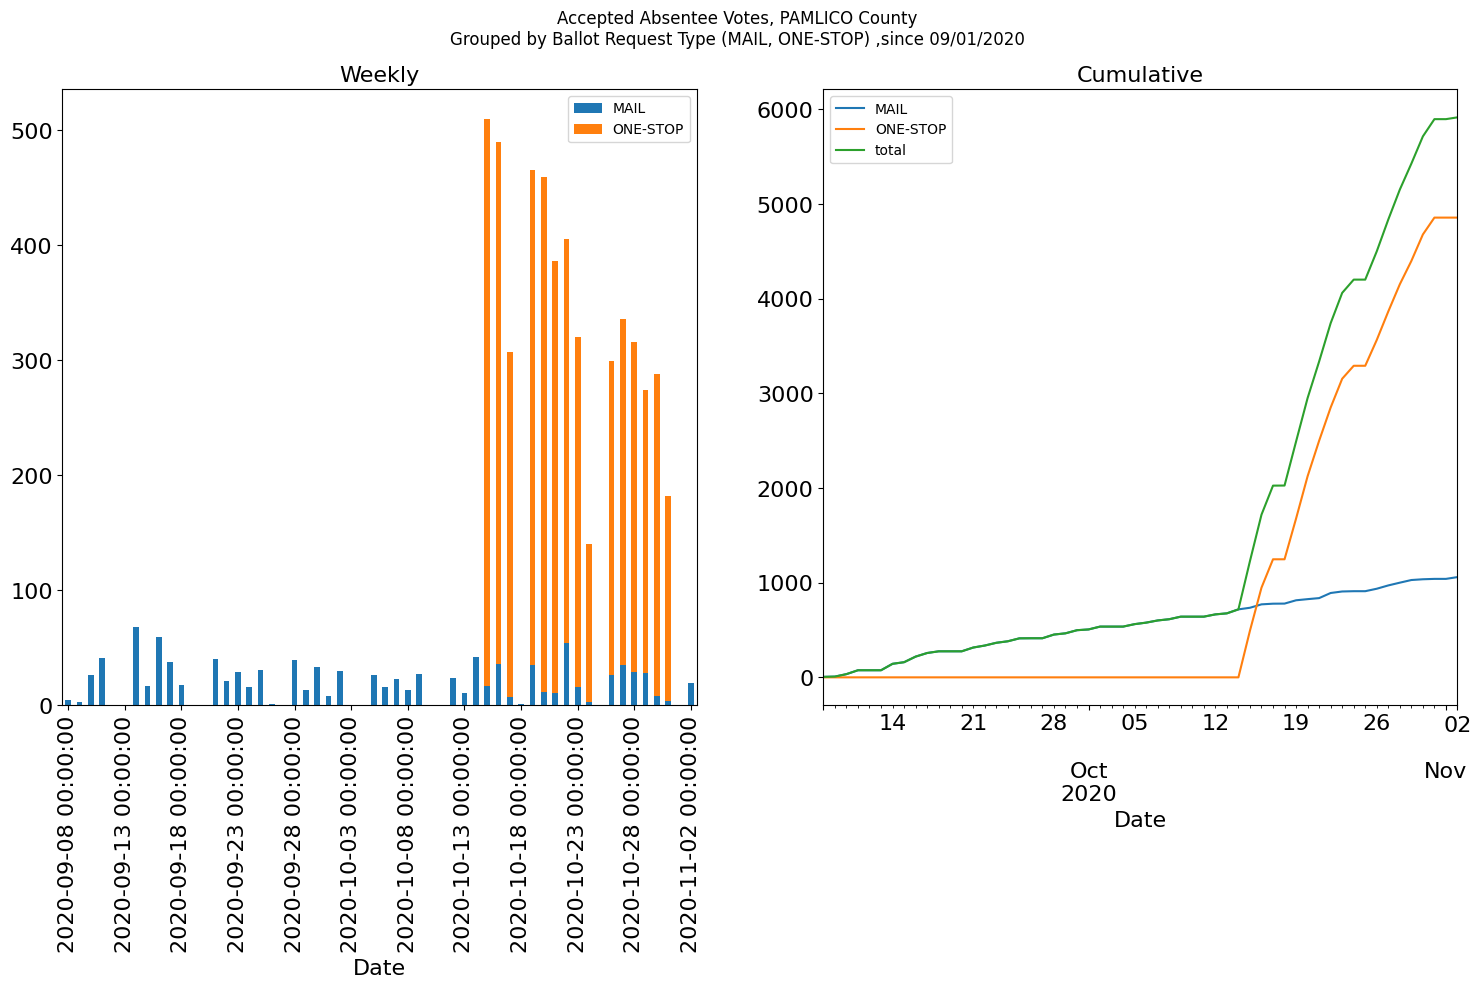 Accepted Absentee Votes, PAMLICO County
Grouped by Ballot Request Type (MAIL, ONE-STOP) ,since 09/01/2020
Weekly
MAIL
ONE-STOP
500
400
300
200
100
0
2020-09-08 00:00:00
2020-09-13 00:00:00
2020-09-18 00:00:00
2020-09-23 00:00:00
2020-09-28 00:00:00
2020-10-03 00:00:00
2020-10-08 00:00:00
2020-10-13 00:00:00
2020-10-18 00:00:00
2020-10-23 00:00:00
2020-10-28 00:00:00
2020-11-02 00:00:00
Date
Cumulative
MAIL
ONE-STOP
total
6000
5000
4000
3000
2000
1000
0
14 21 28 05 12 19 26 02
Oct Nov
2020
Date